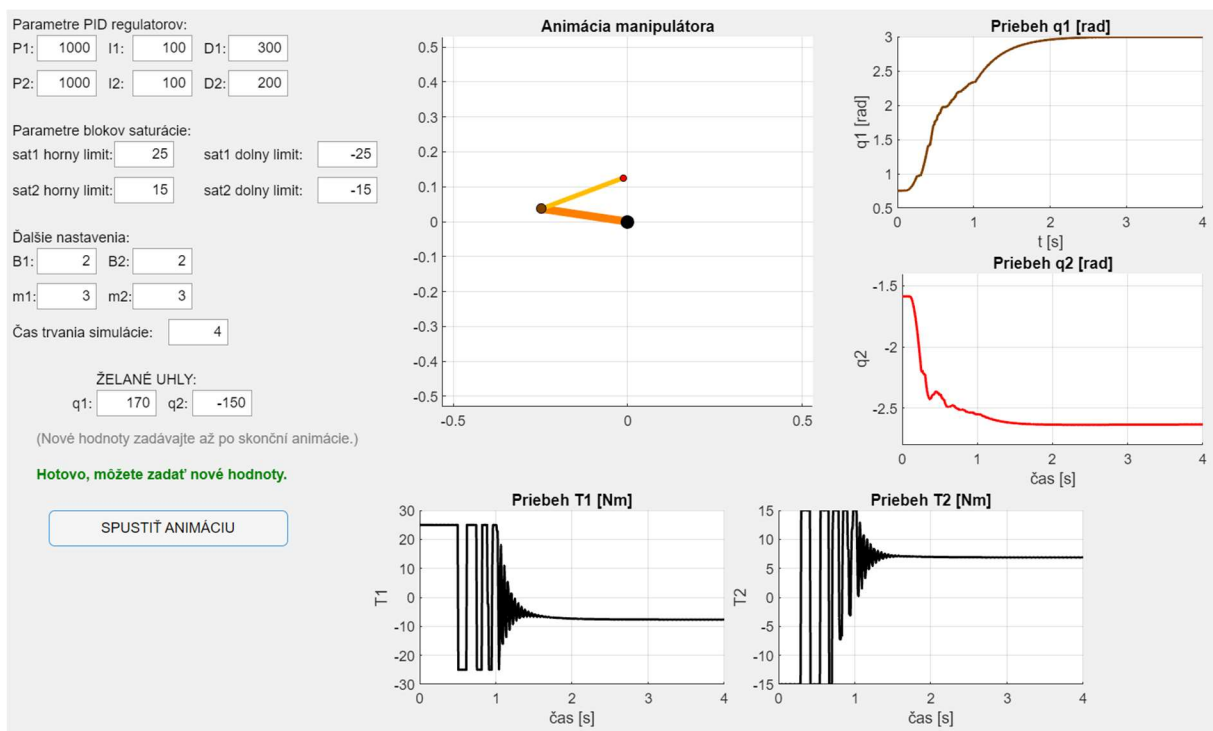 Parametre PID regulatorov:
P1: 1000 I1: 100 D1: 300
P2: 1000 I2: 100 D2: 200
Parametre blokov saturácie:
sat1 horny limit: 25 sat1 dolny limit: -25
sat2 horny limit: 15 sat2 dolny limit: -15
Ďalšie nastavenia:
B1: 2 B2: 2
m1: 3 m2: 3
Čas trvania simulácie: 4
ŽELANÉ UHLY:
q1: 170 q2: -150
(Nové hodnoty zadávajte až po skonční animácie.)
Hotovo, môžete zadať nové hodnoty.
SPUSTIŤ ANIMÁCIU
Animácia manipulátora
0.5
0.4
0.3
0.2
0.1
0
-0.1
-0.2
-0.3
-0.4
-0.5
-0.5 0 0.5
Priebeh q1 [rad]
q1 [rad]
3
2.5
2
1.5
1
0.5
0 1 2 3 4
t [s]
Priebeh q2 [rad]
q2
-1.5
-2
-2.5
0 1 2 3 4
čas [s]
Priebeh T1 [Nm]
T1
30
20
10
0
-10
-20
-30
0 1 2 3 4
čas [s]
Priebeh T2 [Nm]
T2
15
10
5
0
-5
-10
-15
0 1 2 3 4
čas [s]